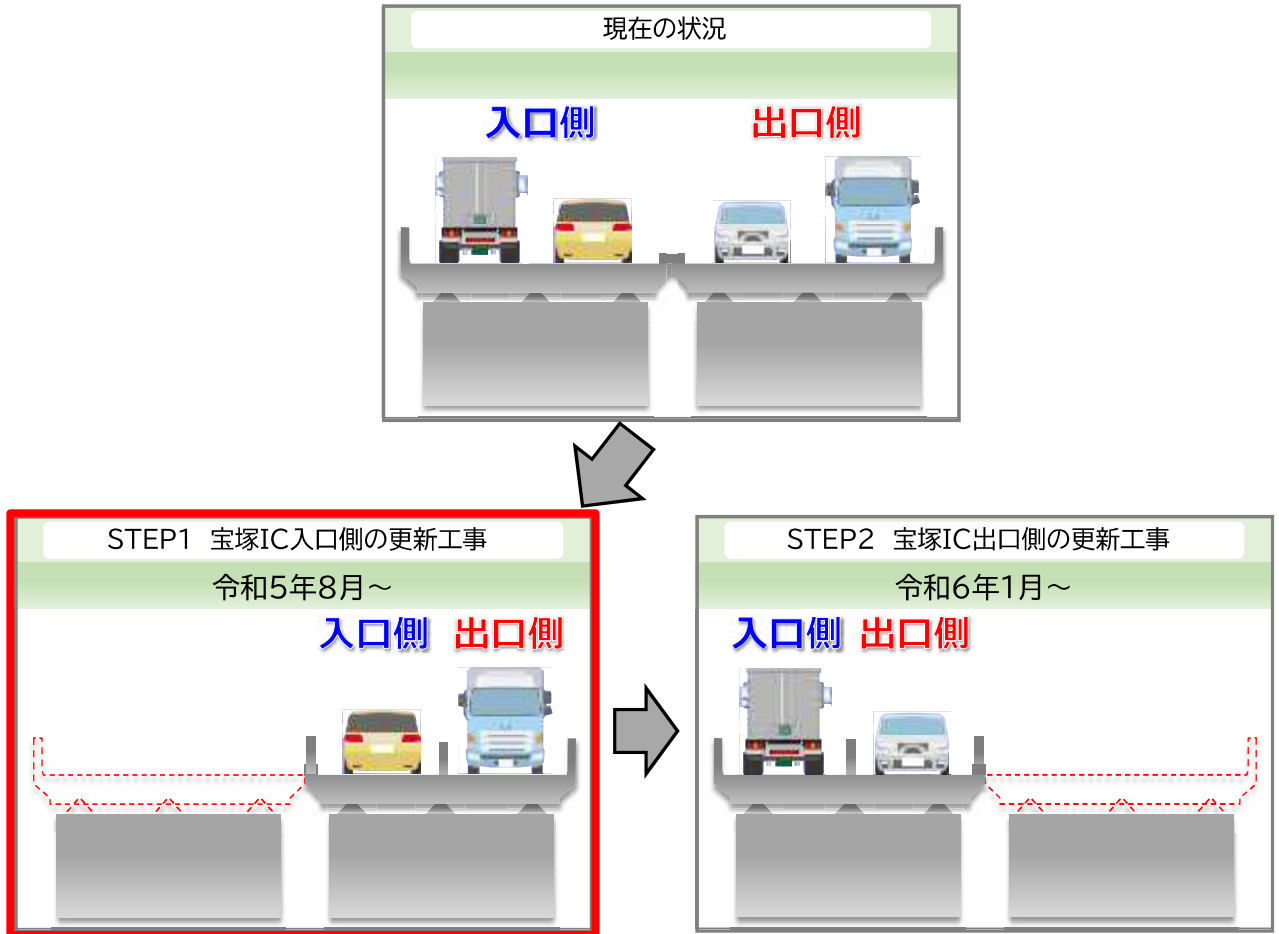 現在の状況
入口側 出口側
STEP1 宝塚IC入口側の更新工事
令和5年8月～
入口側 出口側
STEP2 宝塚IC出口側の更新工事
令和6年1月～
入口側 出口側